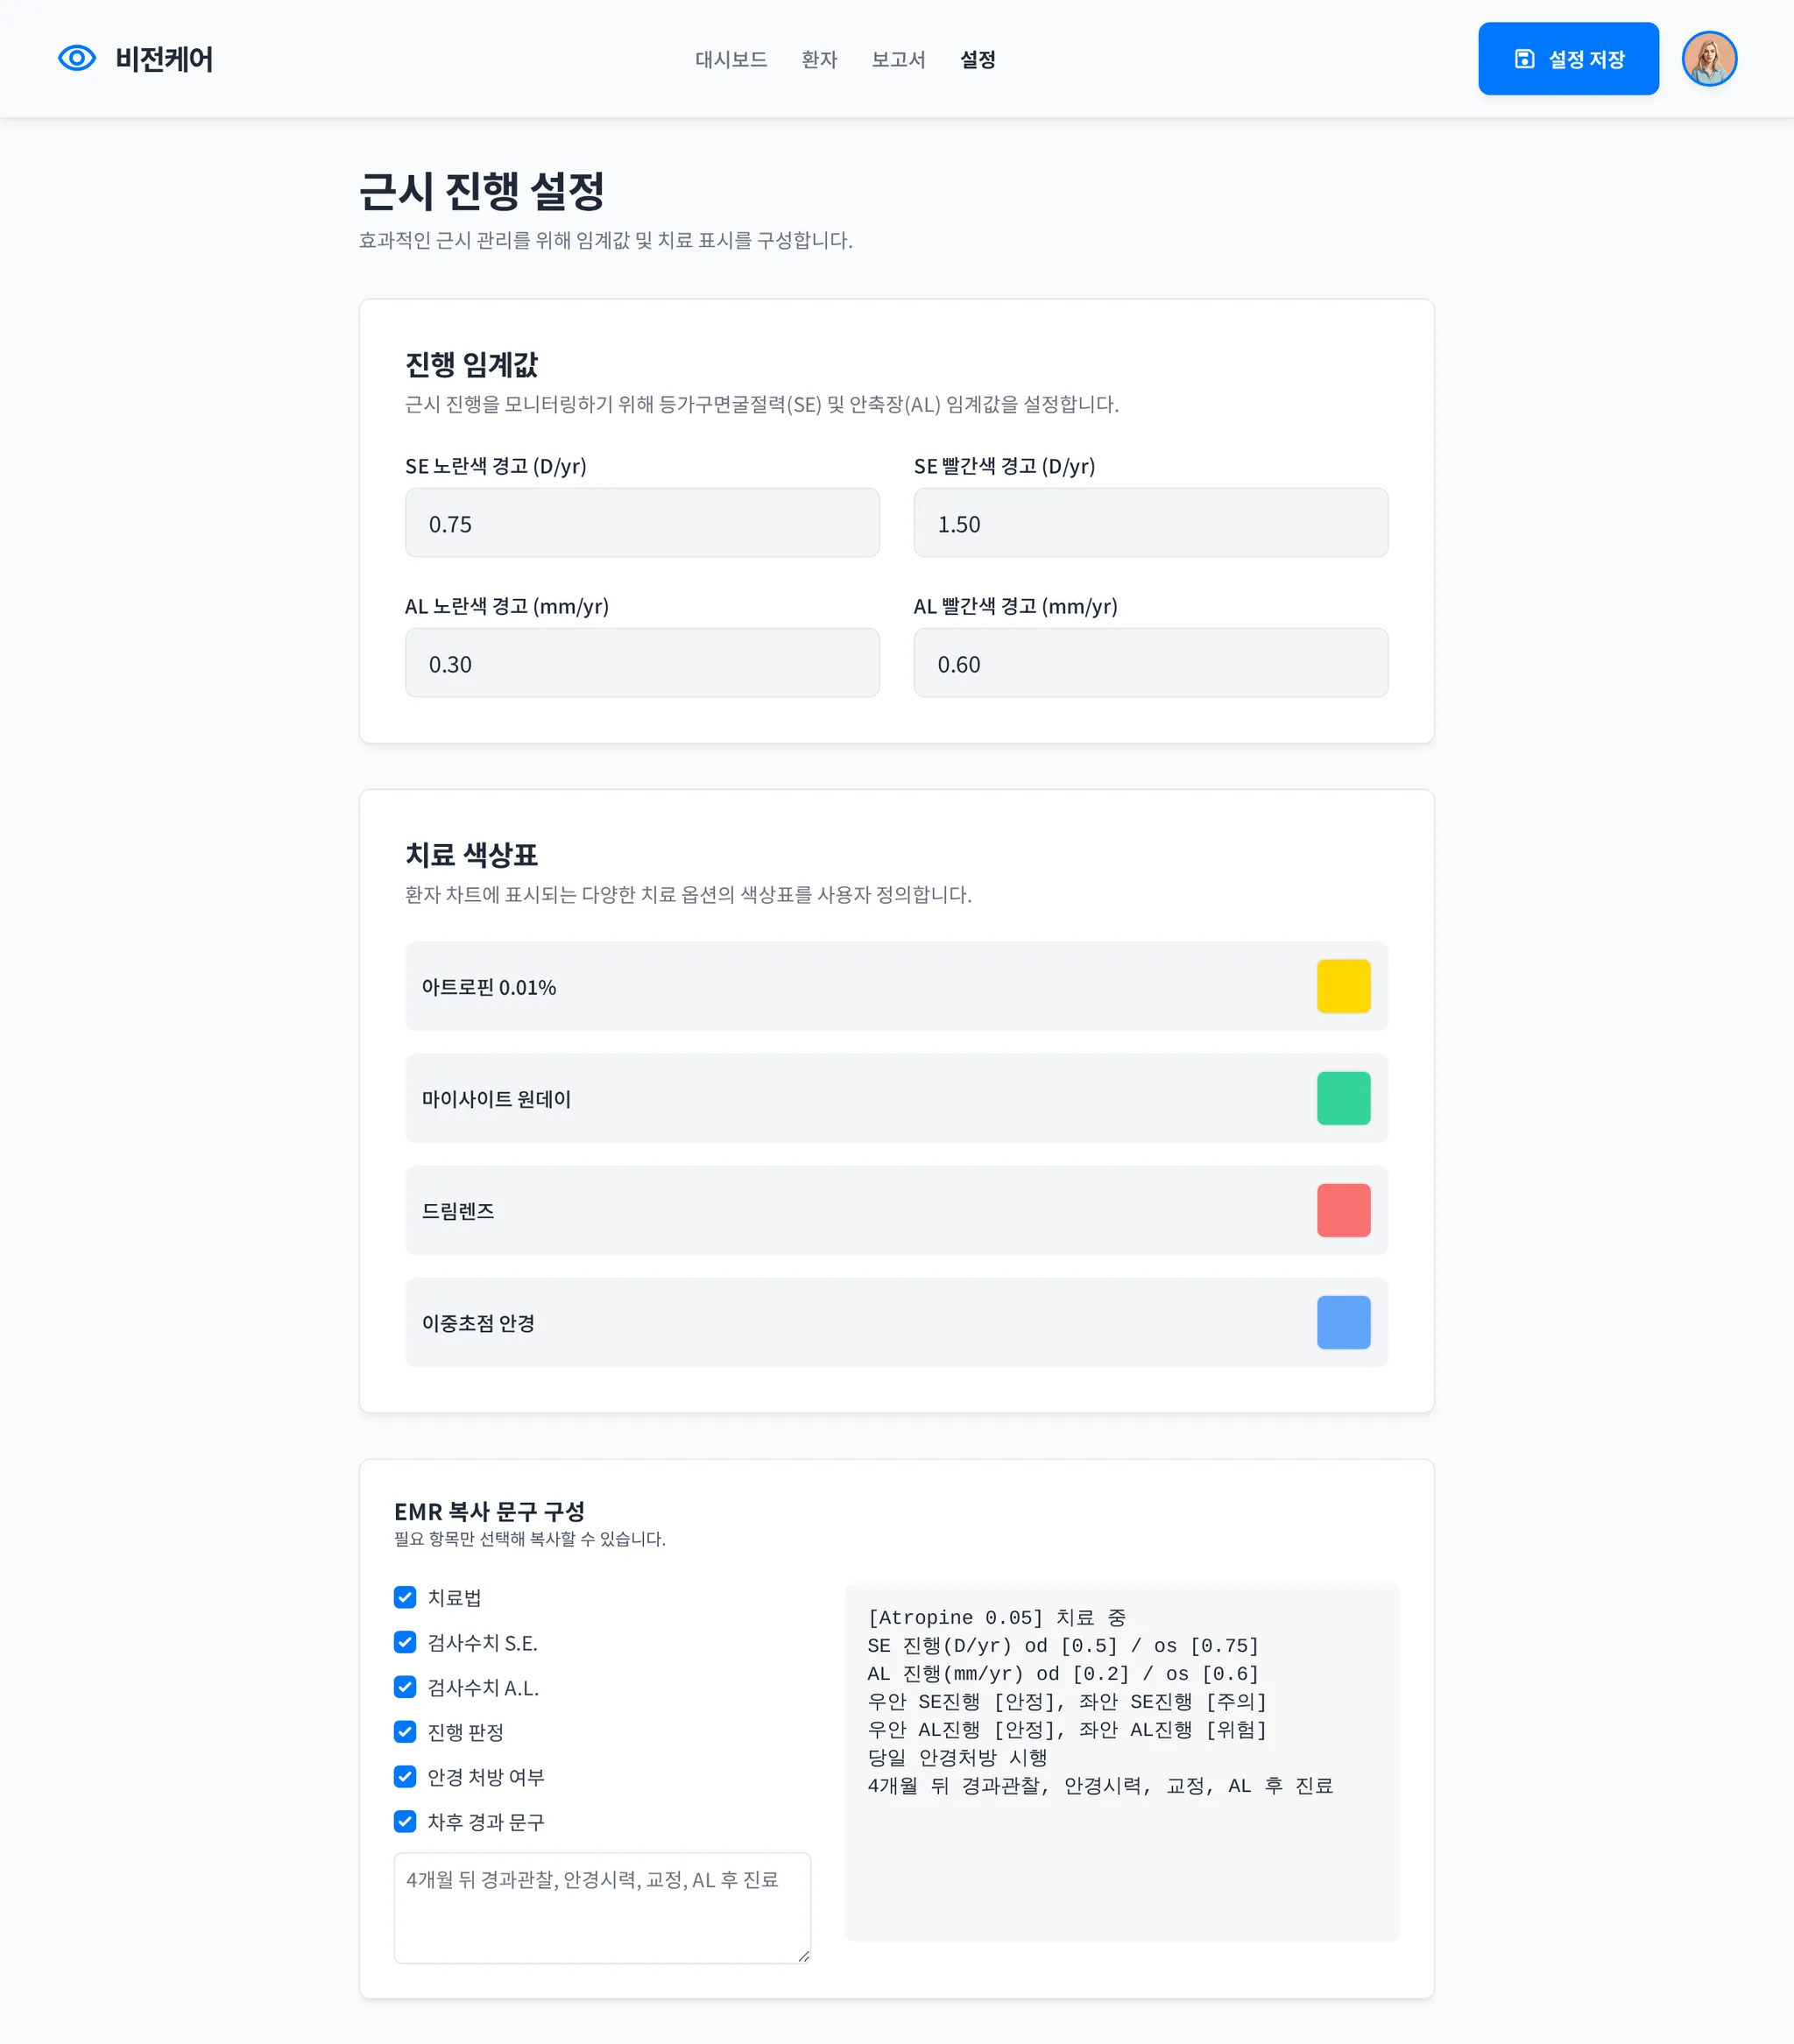 비전케어
대시보드 환자 보고서 설정
설정 저장
근시 진행 설정
효과적인 근시 관리를 위해 임계값 및 치료 표시를 구성합니다.
진행 임계값
근시 진행을 모니터링하기 위해 등가구면굴절력(SE) 및 안축장(AL) 임계값을 설정합니다.
SE 노란색 경고 (D/yr) SE 빨간색 경고 (D/yr)
0.75 1.50
AL 노란색 경고 (mm/yr) AL 빨간색 경고 (mm/yr)
0.30 0.60
치료 색상표
환자 차트에 표시되는 다양한 치료 옵션의 색상표를 사용자 정의합니다.
아트로핀 0.01%
마이사이트 원데이
드림렌즈
이중초점 안경
EMR 복사 문구 구성
필요 항목만 선택해 복사할 수 있습니다.
치료법
검사수치 S.E.
검사수치 A.L.
진행 판정
안경 처방 여부
차후 경과 문구
4개월 뒤 경과관찰, 안경시력, 교정, AL 후 진료
[Atropine 0.05] 치료 중
SE 진행(D/yr) od [0.5] / os [0.75]
AL 진행(mm/yr) od [0.2] / os [0.6]
우안 SE진행 [안정], 좌안 SE진행 [주의]
우안 AL진행 [안정], 좌안 AL진행 [위험]
당일 안경처방 시행
4개월 뒤 경과관찰, 안경시력, 교정, AL 후 진료